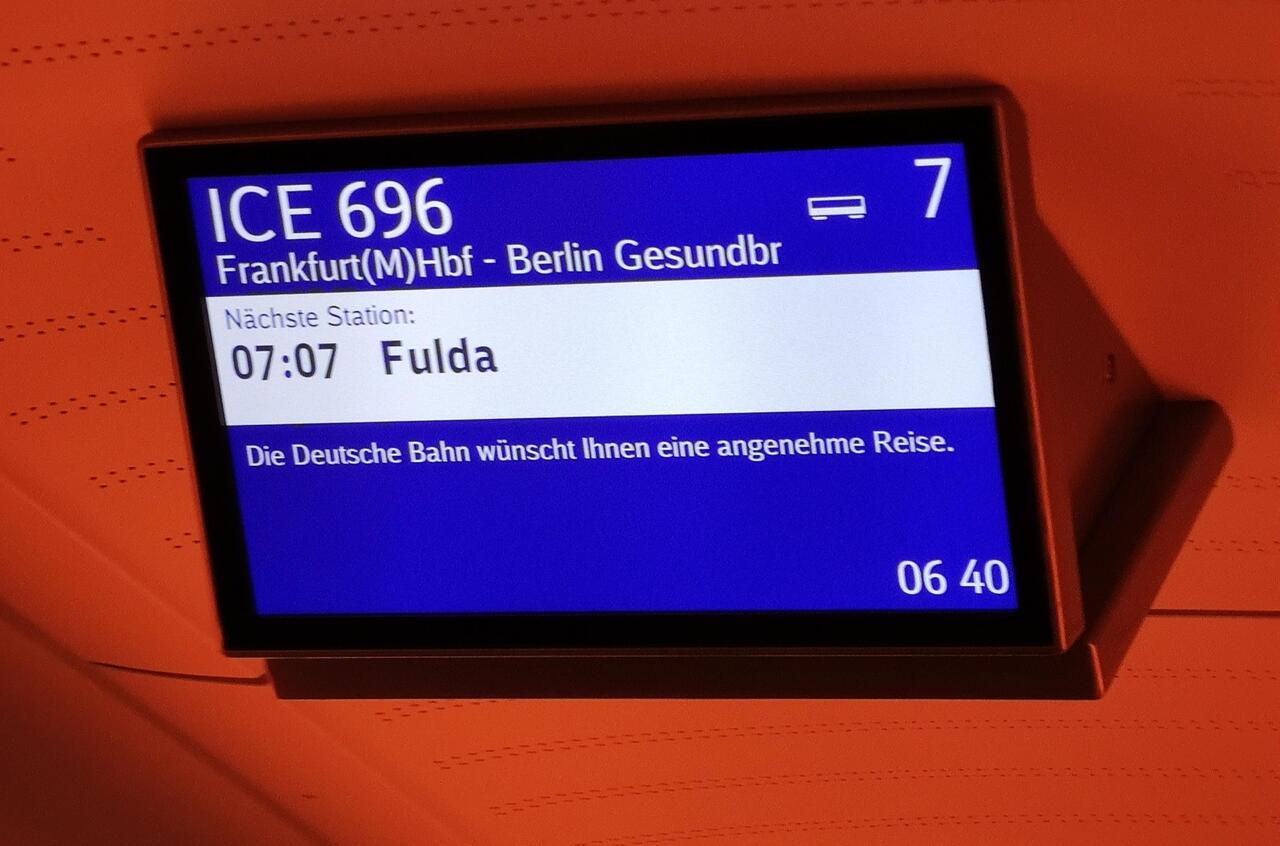 ICE 696
7
Frankfurt(M)Hbf - Berlin Gesundbr
Nächste Station:
07:07 Fulda
Die Deutsche Bahn wünscht Ihnen eine angenehme Reise.
06 40